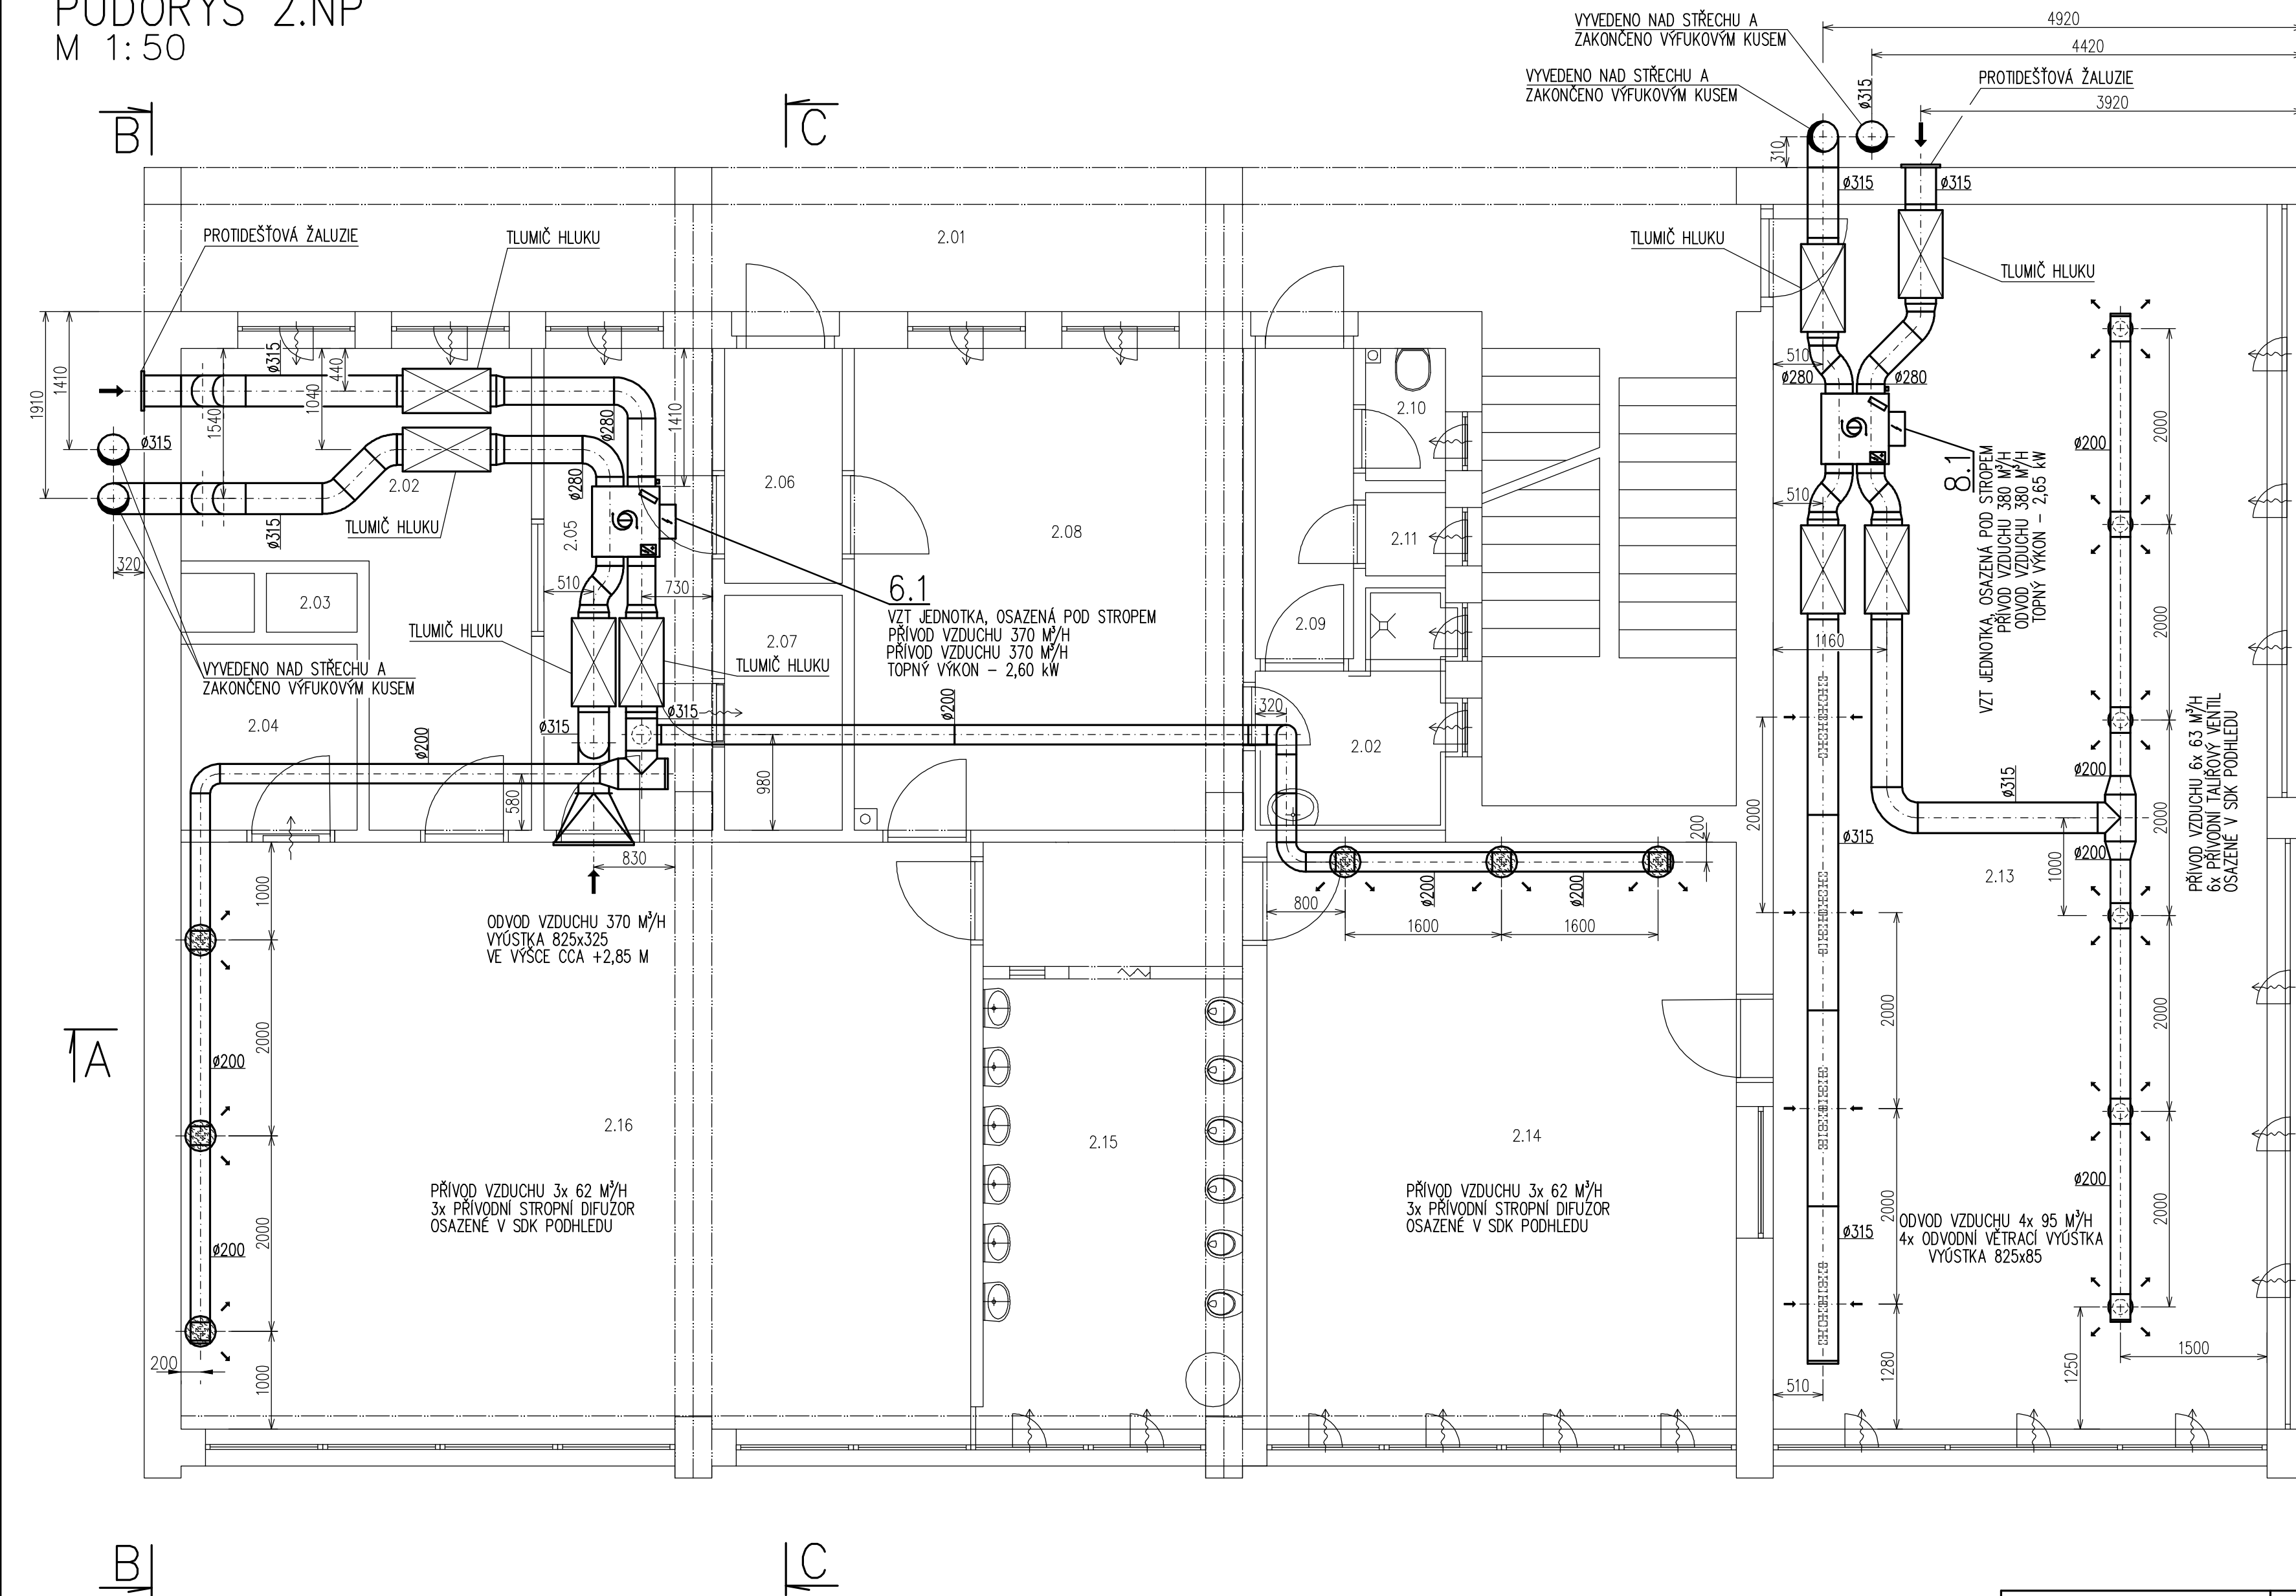 PŮDORYS 2.NP
M 1:50
VYVEDENO NAD STŘECHU A
ZAKONČENO VÝFUKOVÝM KUSEM
VYVEDENO NAD STŘECHU A
ZAKONČENO VÝFUKOVÝM KUSEM
4920
4420
PROTIDEŠŤOVÁ ŽALUZIE
3920
ø315
310
B
C
ø315
ø315
PROTIDEŠŤOVÁ ŽALUZIE
TLUMIČ HLUKU
2.01
TLUMIČ HLUKU
TLUMIČ HLUKU
1910
1410
1540
ø315
1040
440
ø280
1410
510
ø280
ø280
ø315
2.02
ø280
ø315
TLUMIČ HLUKU
2.05
2.06
2.08
2.10
2.11
320
510
730
2.03
2.07
2.09
6.1
VZT JEDNOTKA, OSAZENÁ POD STROPEM
PŘÍVOD VZDUCHU 370 M³/H
PŘÍVOD VZDUCHU 370 M³/H
TOPNÝ VÝKON – 2,60 kW
TLUMIČ HLUKU
TLUMIČ HLUKU
VYVEDENO NAD STŘECHU A
ZAKONČENO VÝFUKOVÝM KUSEM
2.04
ø200
ø315
ø315
ø200
320
2.02
980
580
830
8.1
VZT JEDNOTKA, OSAZENÁ POD STROPEM
PŘÍVOD VZDUCHU 380 M³/H
ODVOD VZDUCHU 380 M³/H
TOPNÝ VÝKON – 2,65 kW
510
1160
ø200
2000
2000
2000
ø315
ø315
ø200
2000
ø200
1000
2.13
PŘÍVOD VZDUCHU 6x 63 M³/H
6x PŘÍVODNÍ TALÍŘOVÝ VENTIL
OSAZENÉ V SDK PODHLEDU
200
800
ø200
ø200
1600
1600
1000
ODVOD VZDUCHU 370 M³/H
VYÚSTKA 825x325
VE VÝŠCE CCA +2,85 M
A
2000
ø200
2000
ø200
1000
200
2.16
PŘÍVOD VZDUCHU 3x 62 M³/H
3x PŘÍVODNÍ STROPNÍ DIFUZOR
OSAZENÉ V SDK PODHLEDU
2.15
2.14
PŘÍVOD VZDUCHU 3x 62 M³/H
3x PŘÍVODNÍ STROPNÍ DIFUZOR
OSAZENÉ V SDK PODHLEDU
2000
2000
2000
ø200
2000
ø315
ODVOD VZDUCHU 4x 95 M³/H
4x ODVODNÍ VĚTRACÍ VYÚSTKA
VYÚSTKA 825x85
1280
510
1250
1500
B
C